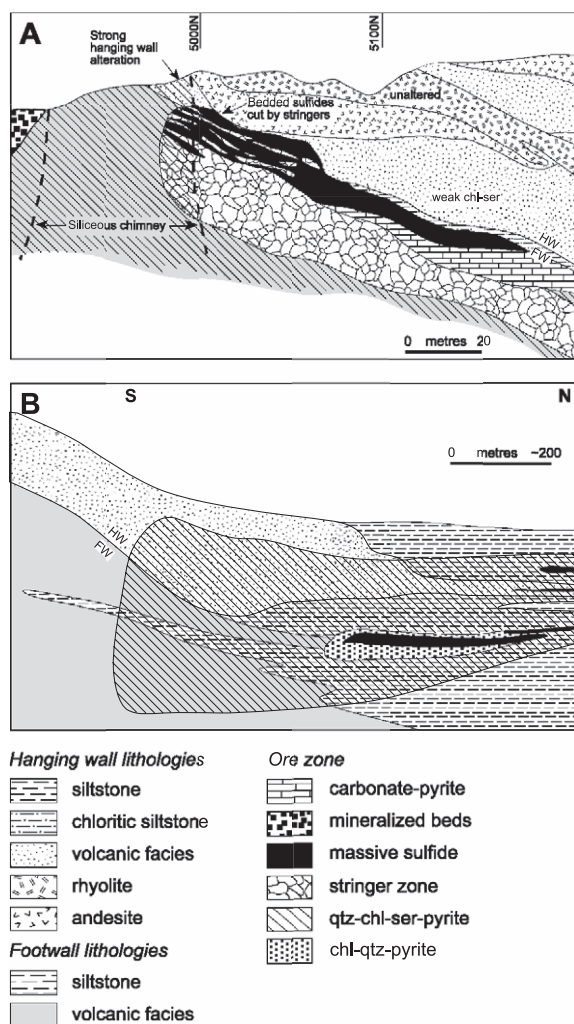 A
Strong
hanging wall
alteration
5000N
5100N
Bedded sulfides
cut by stringers
unaltered
weak chl-ser
HW
FW
Siliceous chimney
0 metres 20
B
S
N
0 metres ~200
HW
FW
Hanging wall lithologies
siltstone
chloritic siltstone
volcanic facies
rhyolite
andesite
Footwall lithologies
siltstone
volcanic facies
Ore zone
carbonate-pyrite
mineralized beds
massive sulfide
stringer zone
qtz-chl-ser-pyrite
chl-qtz-pyrite